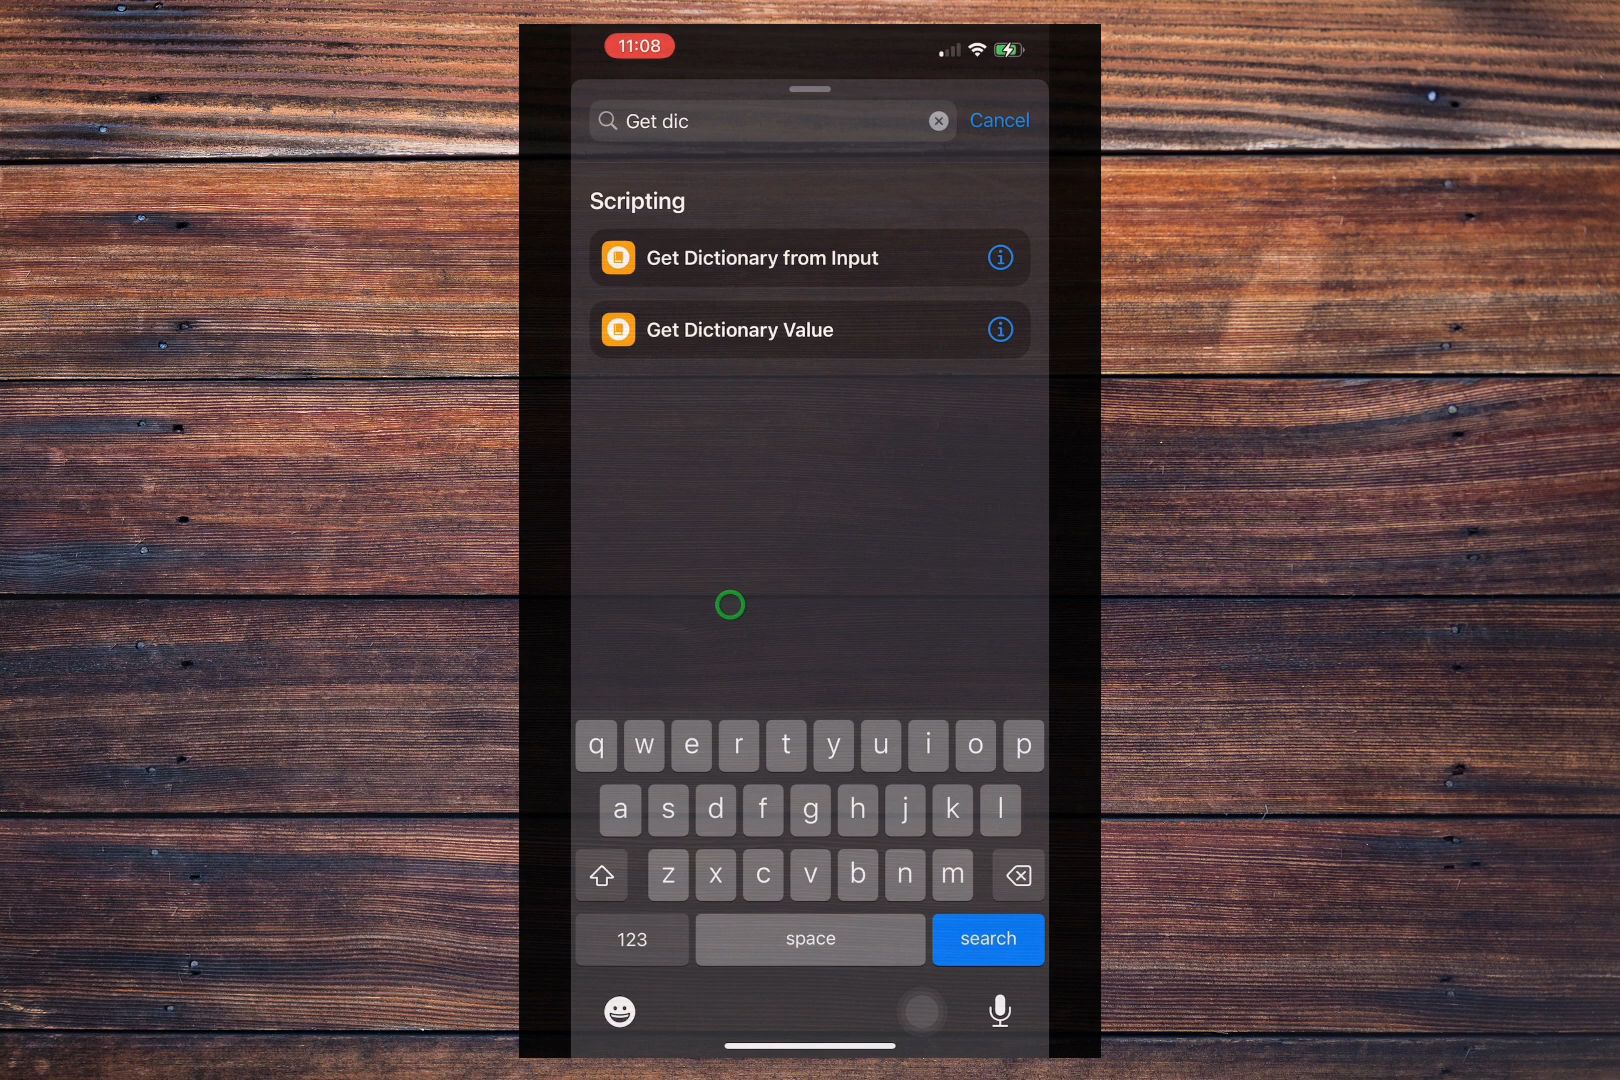 11:08
Get dic
Cancel
Scripting
Get Dictionary from Input
Get Dictionary Value
q w e r t y u i o p
a s d f g h j k l
z x c v b n m
123 space search